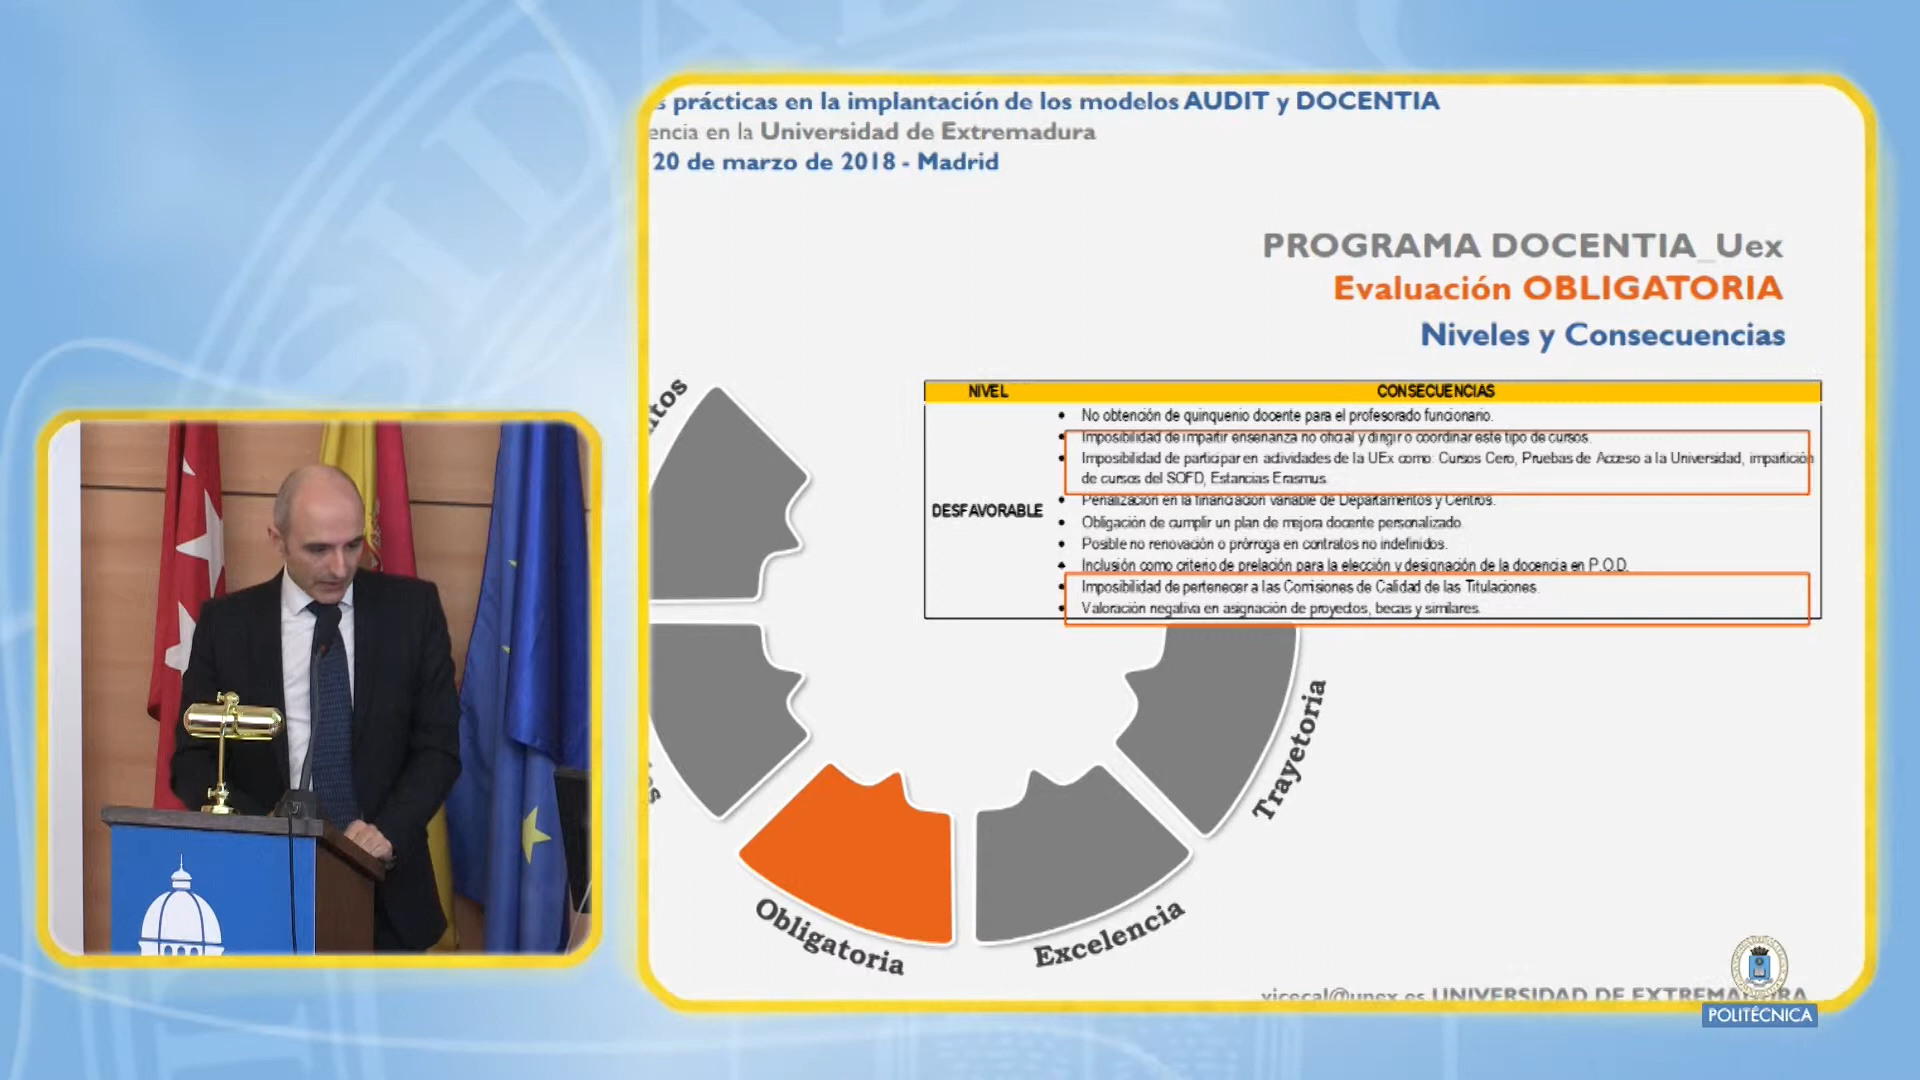 s prácticas en la implantación de los modelos AUDIT y DOCENTIA
encia en la Universidad de Extremadura
20 de marzo de 2018 - Madrid
PROGRAMA DOCENTIA_Uex
Evaluación OBLIGATORIA
Niveles y Consecuencias
NIVEL CONSECUENCIAS
DESFAVORABLE
• No obtención de quinquenio docente para el profesorado funcionario.
• Imposibilidad de impartir enseñanza no oficial y dirigir o coordinar este tipo de cursos.
• Imposibilidad de participar en actividades de la UEx como: Cursos Cero, Pruebas de Acceso a la Universidad, impartición
de cursos del SOFD, Estancias Erasmus.
• Penalización en la financiación variable de Departamentos y Centros.
• Obligación de cumplir un plan de mejora docente personalizado.
• Posible no renovación o prórroga en contratos no indefinidos.
• Inclusión como criterio de prelación para la elección y designación de la docencia en P.O.D.
• Imposibilidad de pertenecer a las Comisiones de Calidad de las Titulaciones.
• Valoración negativa en asignación de proyectos, becas y similares.
Trayetoria
Obligatoria
Excelencia
vicecal@unex.es UNIVERSIDAD DE EXTREMADURA
POLITÉCNICA